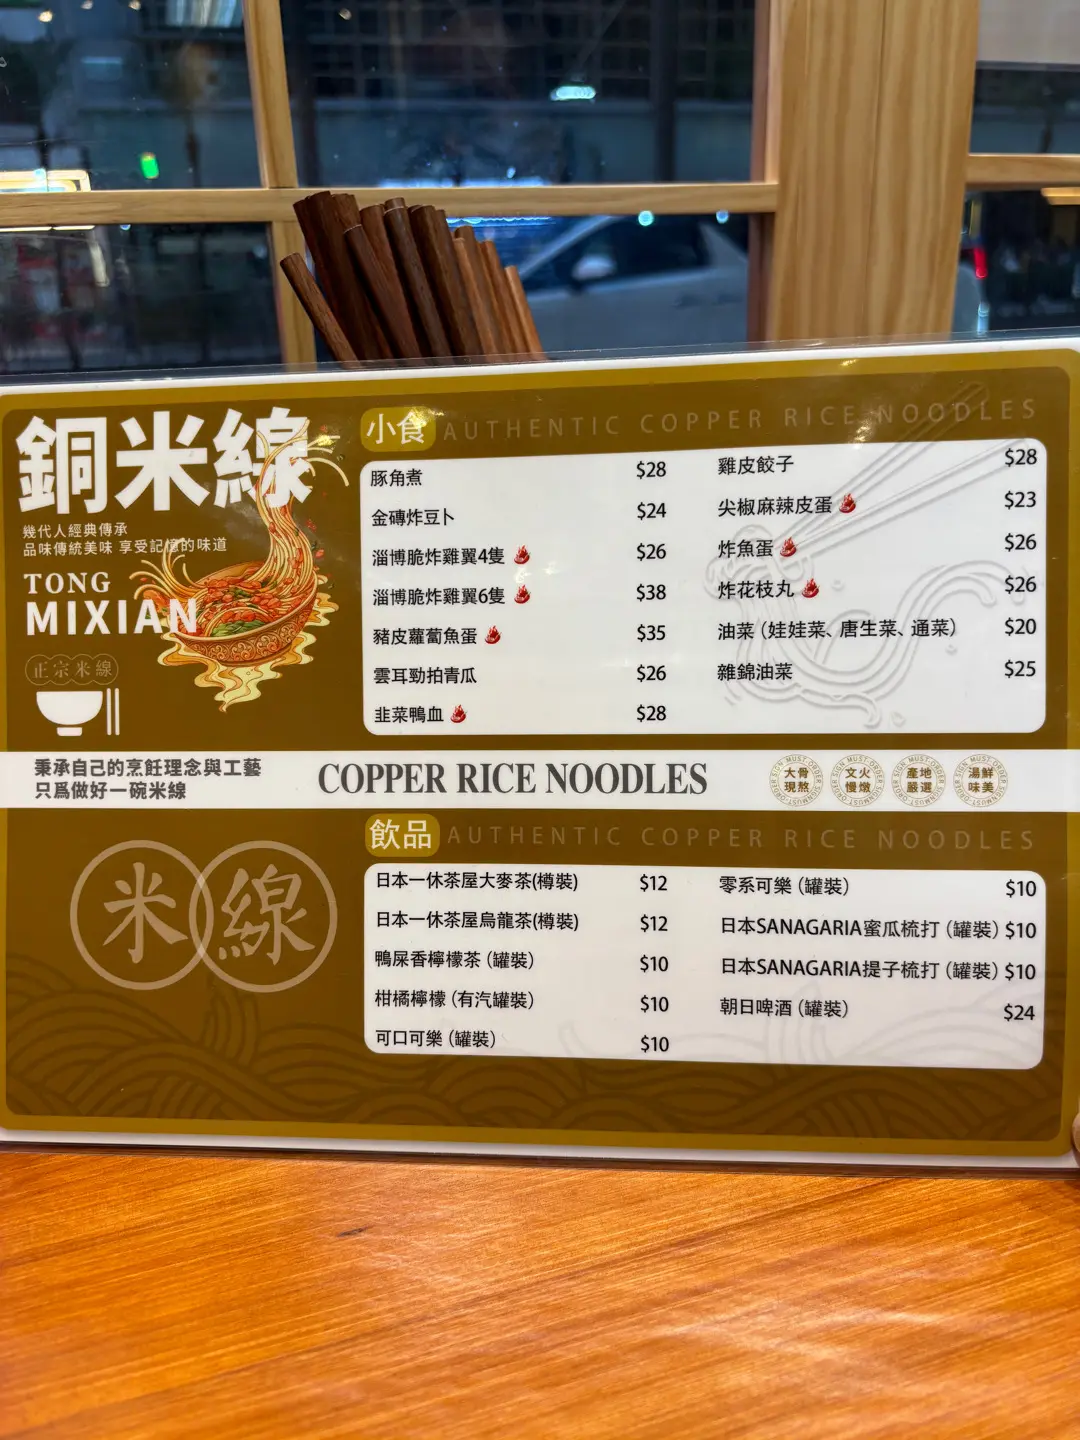 銅米線
幾代人經典傳承
品味傳統美味 享受記憶的味道
TONG
MIXIAN
正宗米線
小食 AUTHENTIC COPPER RICE NOODLES
豚角煮 $28
金磚炸豆卜 $24
淄博脆炸雞翼4隻 $26
淄博脆炸雞翼6隻 $38
豬皮蘿蔔魚蛋 $35
雲耳勁拍青瓜 $26
韭菜鴨血 $28
雞皮餃子 $28
尖椒麻辣皮蛋 $23
炸魚蛋 $26
炸花枝丸 $26
油菜（娃娃菜、唐生菜、通菜） $20
雜錦油菜 $25
秉承自己的烹飪理念與工藝
只爲做好一碗米線
COPPER RICE NOODLES
大骨
現熬
文火
慢燉
產地
嚴選
湯鮮
味美
米線
飲品 AUTHENTIC COPPER RICE NOODLES
日本一休茶屋大麥茶(樽裝) $12
日本一休茶屋烏龍茶(樽裝) $12
鴨屎香檸檬茶（罐裝） $10
柑橘檸檬（有汽罐裝） $10
可口可樂（罐裝） $10
零系可樂（罐裝） $10
日本SANAGARIA蜜瓜梳打（罐裝） $10
日本SANAGARIA提子梳打（罐裝） $10
朝日啤酒（罐裝） $24